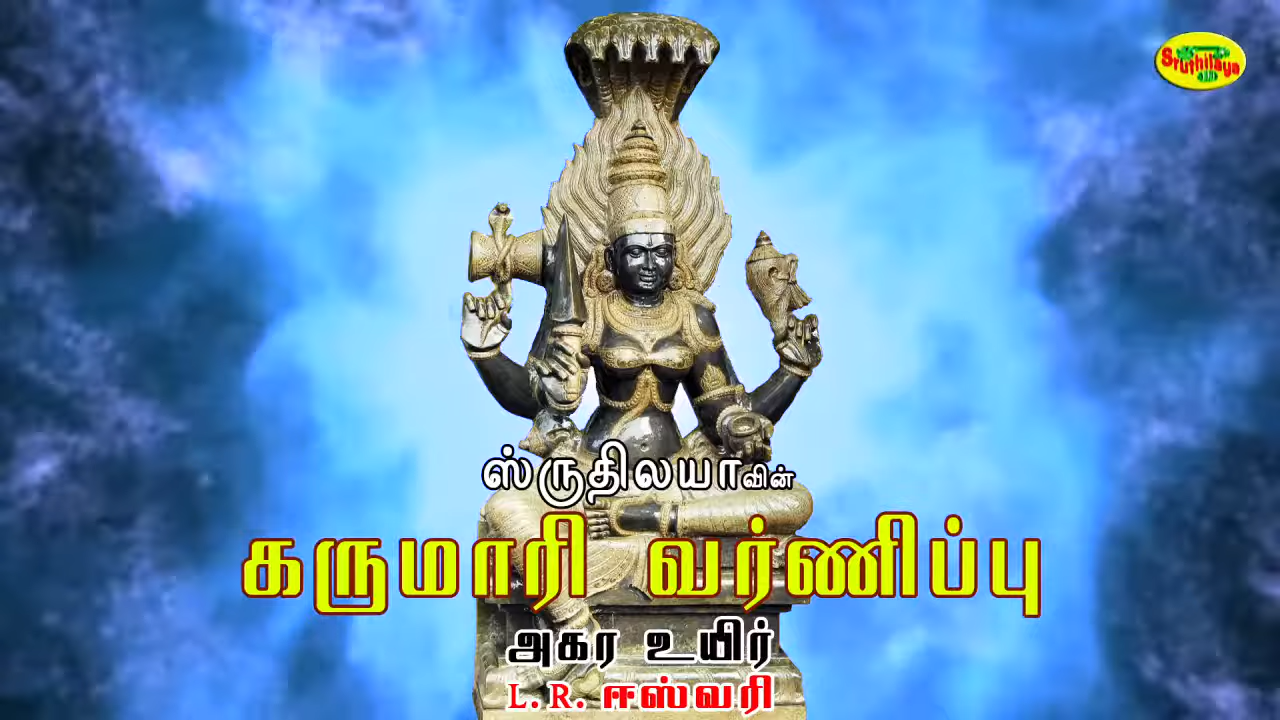 Sruthilaya
ஸ்ருதிலயாவின்
கருமாரி வர்ணிப்பு
அகர உயிர்
L. R. ஈஸ்வரி